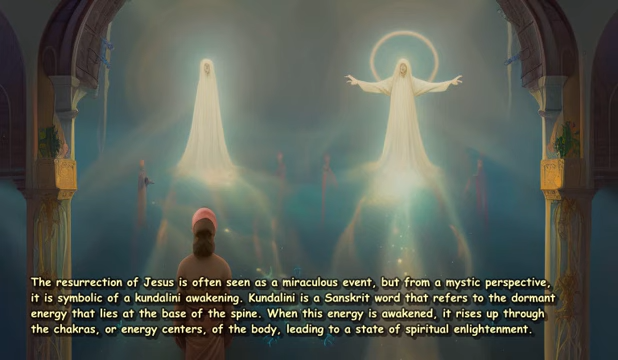 The resurrection of Jesus is often seen as a miraculous event, but from a mystic perspective,
it is symbolic of a kundalini awakening. Kundalini is a Sanskrit word that refers to the dormant
energy that lies at the base of the spine. When this energy is awakened, it rises up through
the chakras, or energy centers, of the body, leading to a state of spiritual enlightenment.